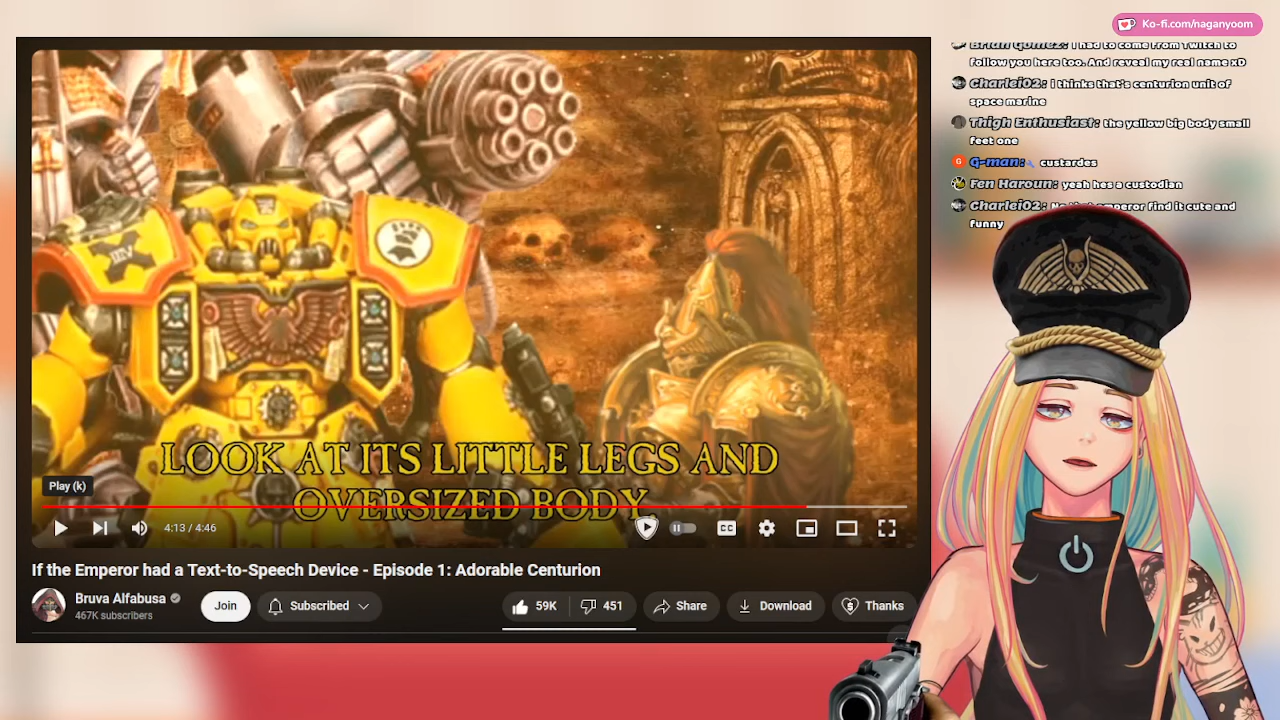 Ko-fi.com/naganyoom
Brian Gomez: I had to come from Twitch to
follow you here too. And reveal my real name xD
Charlei02: i thinks that's centurion unit of
space marine
Thigh Enthusiast: the yellow big body small
feet one
G
G-man: custardes
Fen Haroun: yeah hes a custodian
Charlei02: emperor find it cute and
funny
LOOK AT ITS LITTLE LEGS AND
OVERSIZED BODY
Play (k)
4:13 / 4:46
CC
If the Emperor had a Text-to-Speech Device - Episode 1: Adorable Centurion
Bruva Alfabusa
467K subscribers
Join
Subscribed
59K
451
Share
Download
Thanks